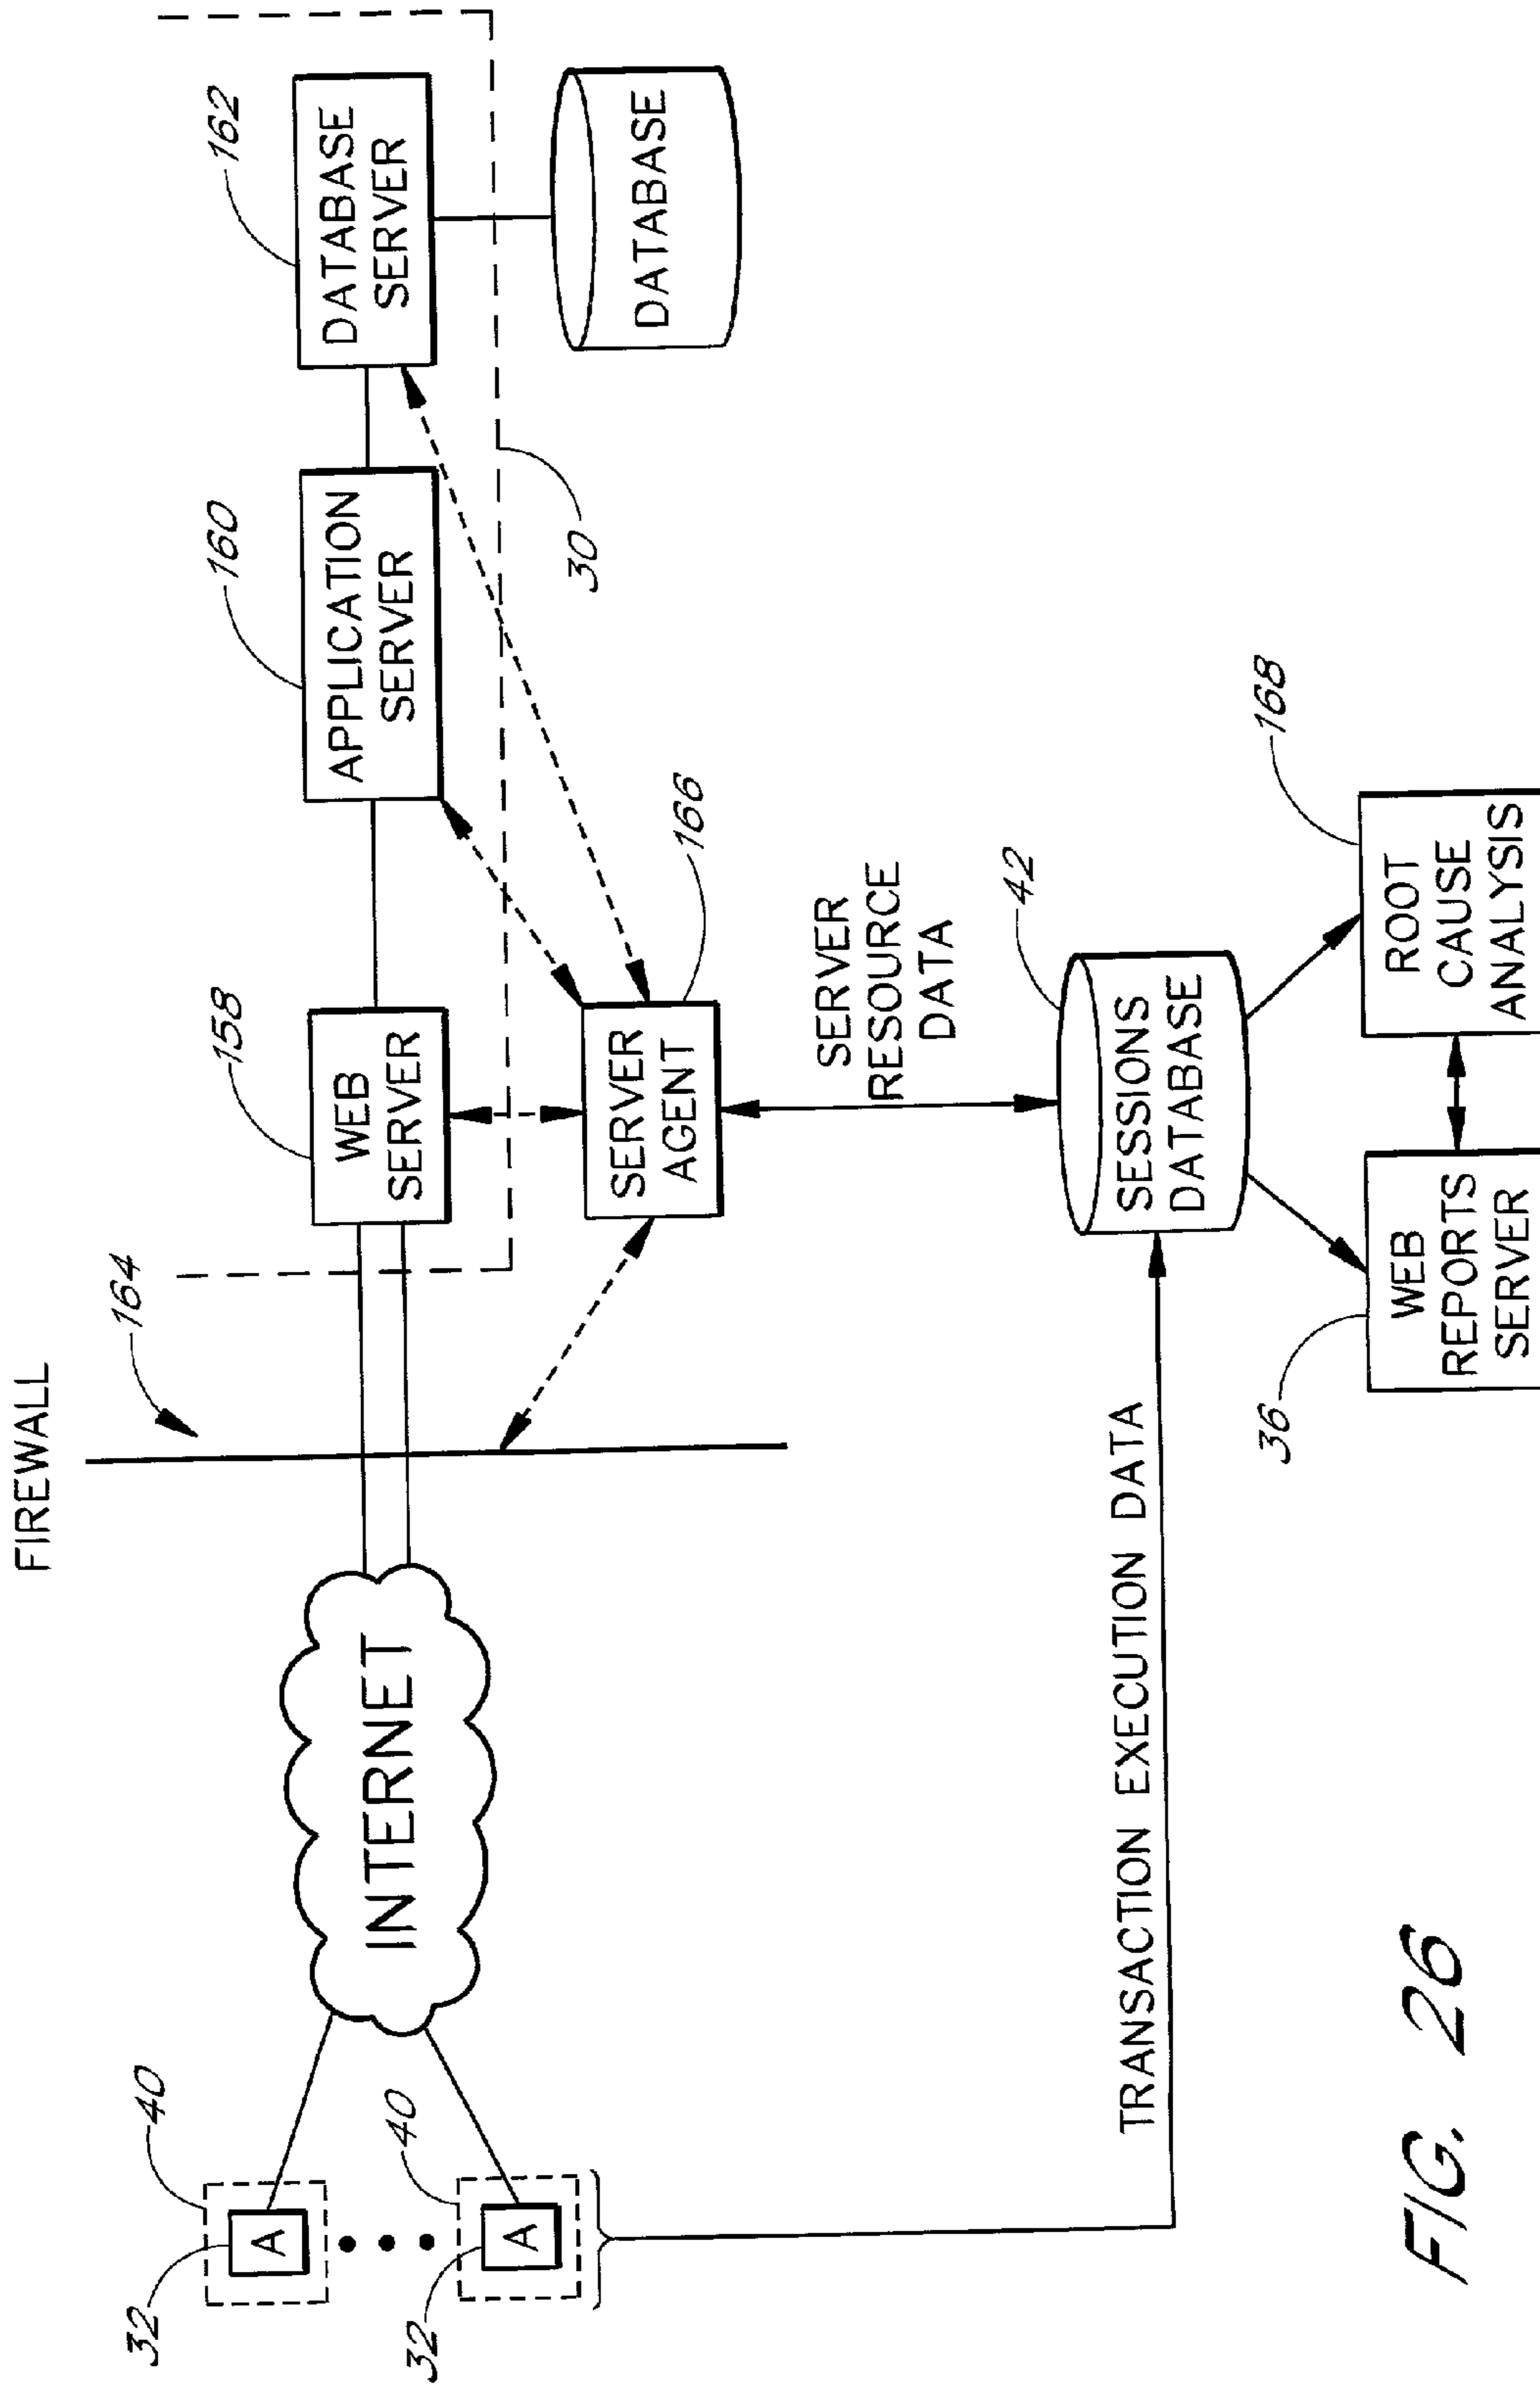 FIREWALL
164
158
160
162
WEB
SERVER
APPLICATION
SERVER
DATABASE
SERVER
40
32
A
INTERNET
40
32
A
30
DATABASE
SERVER
AGENT
166
SERVER
RESOURCE
DATA
TRANSACTION EXECUTION DATA
42
SESSIONS
DATABASE
36
WEB
REPORTS
SERVER
168
ROOT
CAUSE
ANALYSIS
FIG. 26